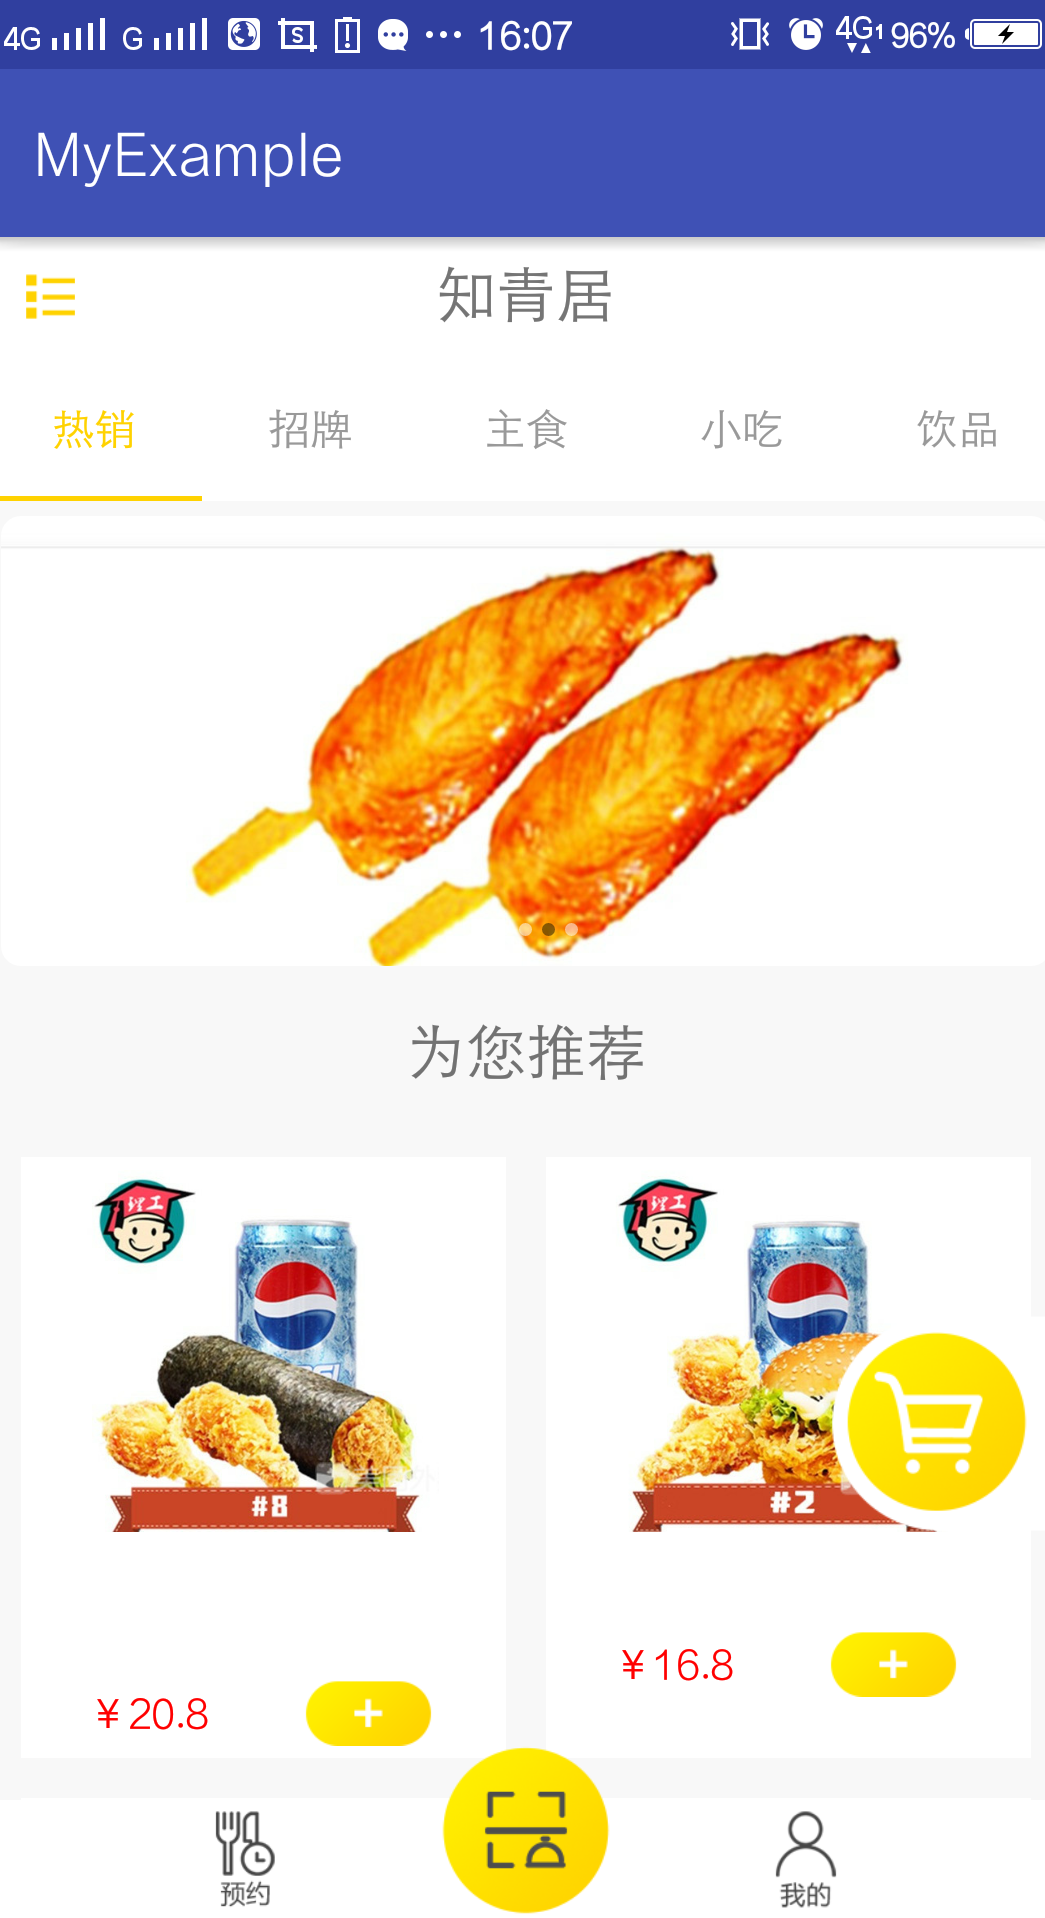 4G G 16:07 4G1 96%
MyExample
知青居
热销 招牌 主食 小吃 饮品
为您推荐
理工
理工
#8
#2
¥16.8
+
¥20.8
+
预约
我的